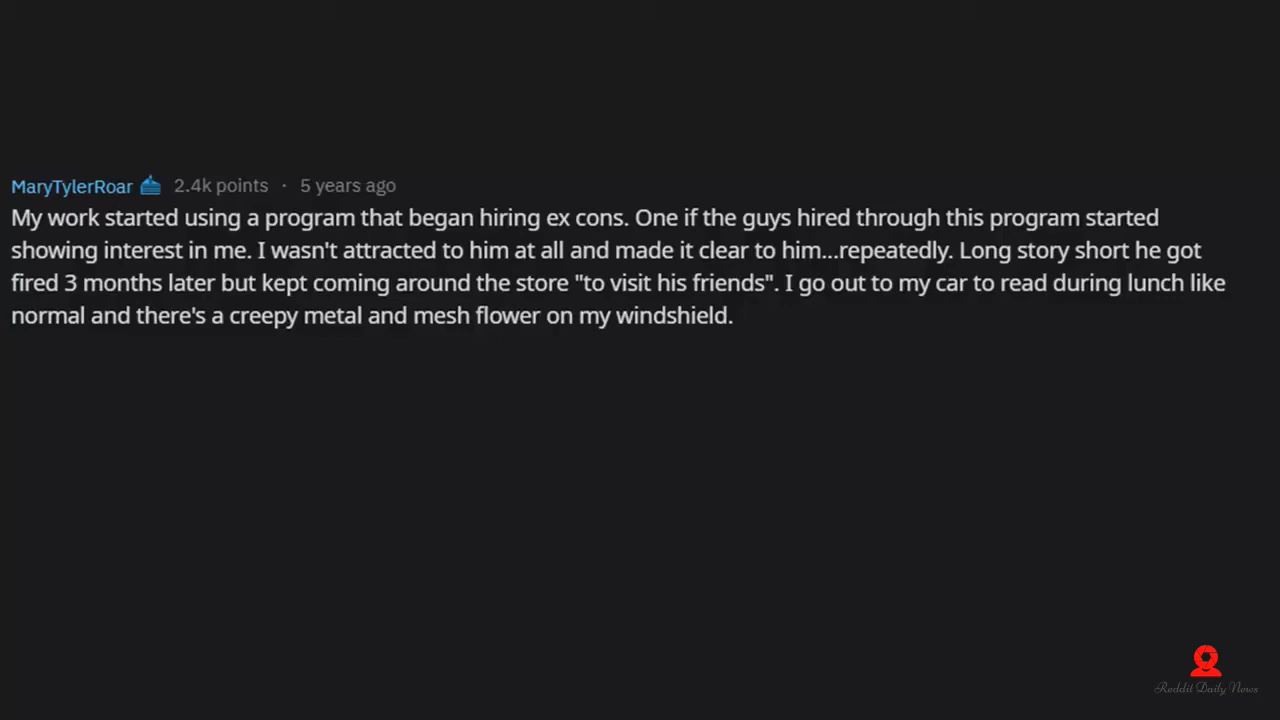 MaryTylerRoar 2.4k points · 5 years ago
My work started using a program that began hiring ex cons. One if the guys hired through this program started
showing interest in me. I wasn't attracted to him at all and made it clear to him...repeatedly. Long story short he got
fired 3 months later but kept coming around the store "to visit his friends". I go out to my car to read during lunch like
normal and there's a creepy metal and mesh flower on my windshield.
Reddit Daily News